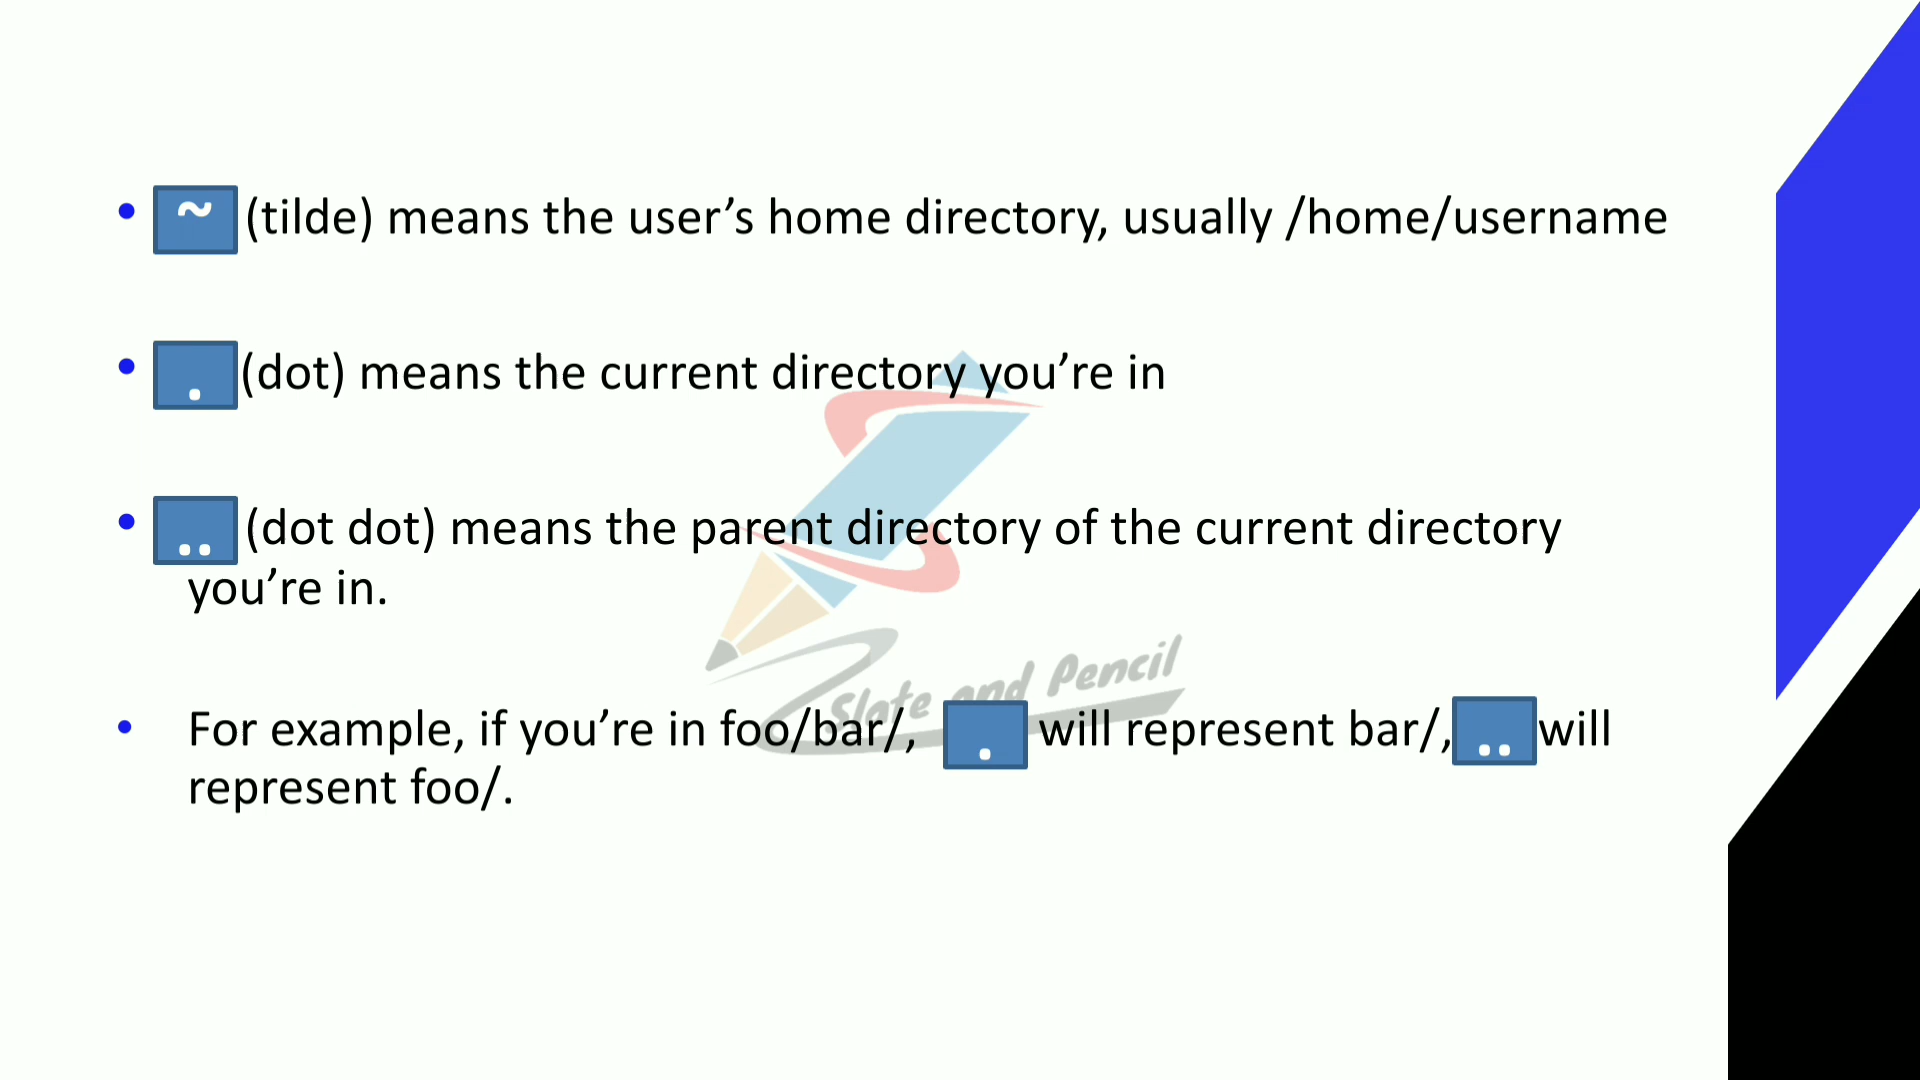 • ~ (tilde) means the user’s home directory, usually /home/username
• . (dot) means the current directory you’re in
• .. (dot dot) means the parent directory of the current directory
you’re in.
Slate and Pencil
• For example, if you’re in foo/bar/, . will represent bar/, .. will
represent foo/.